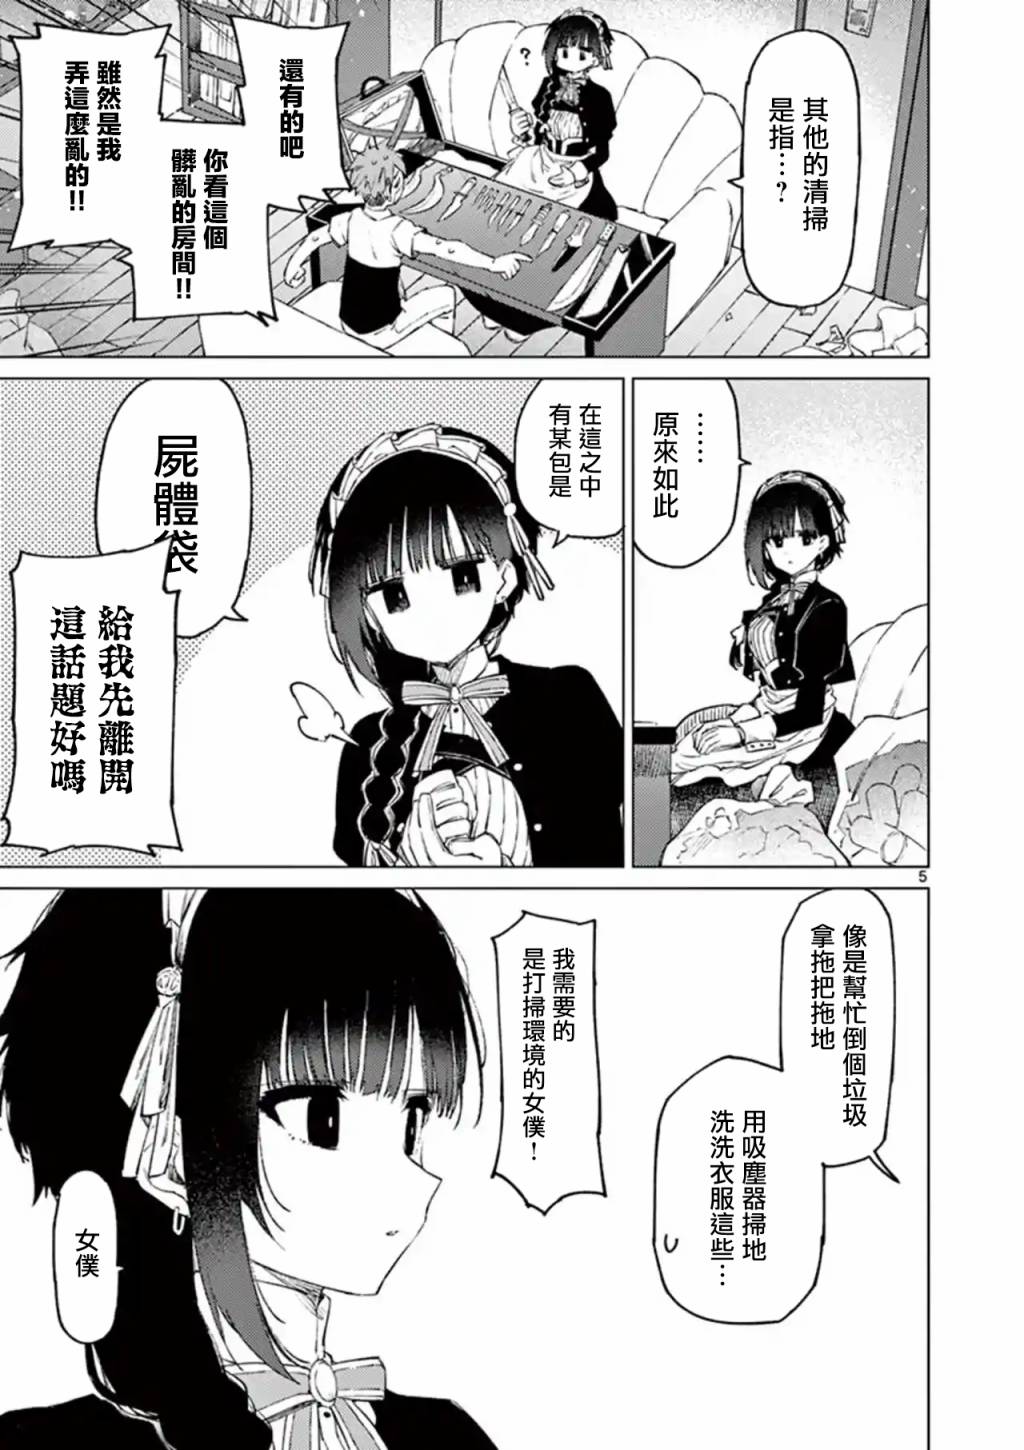 其他的清掃
是指…?
?
還有的吧
你看這個
髒亂的房間!!
雖然是我
弄這麼亂的!!
……
原來如此
在這之中
有某包是
屍體袋
給我先離開
這話題好嗎
5
像是幫忙倒個垃圾
拿拖把拖地
用吸塵器掃地
洗洗衣服這些…
我需要的
是打掃環境的女僕!
女僕